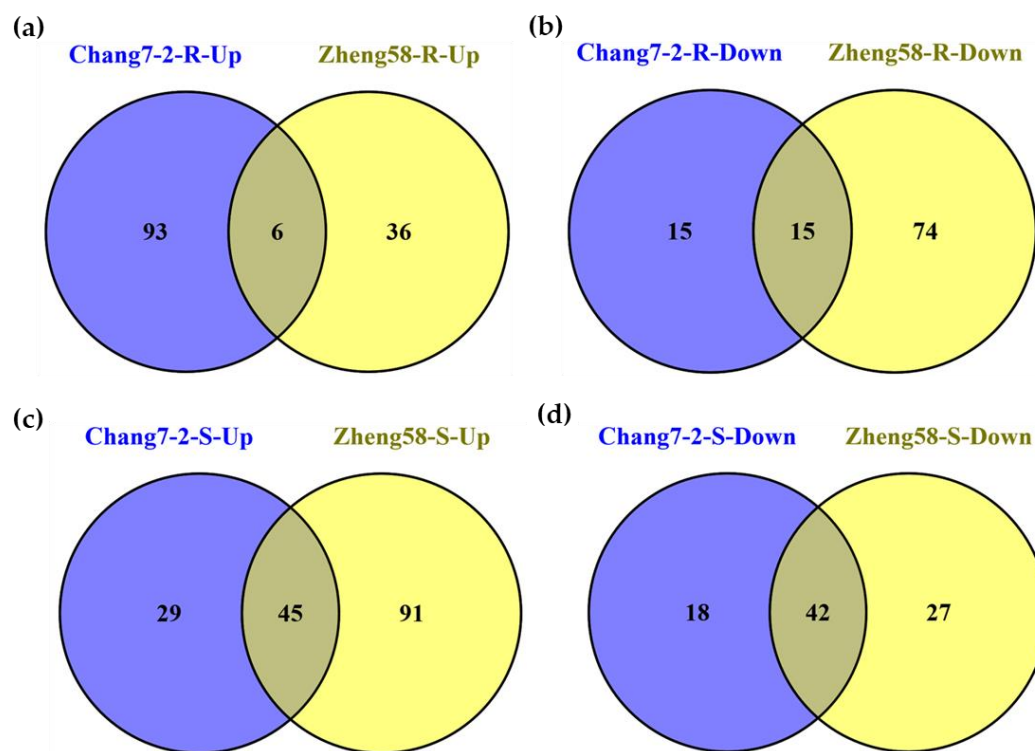 (a)
Chang7-2-R-Up Zheng58-R-Up
93 6 36
(b)
Chang7-2-R-Down Zheng58-R-Down
15 15 74
(c)
Chang7-2-S-Up Zheng58-S-Up
29 45 91
(d)
Chang7-2-S-Down Zheng58-S-Down
18 42 27